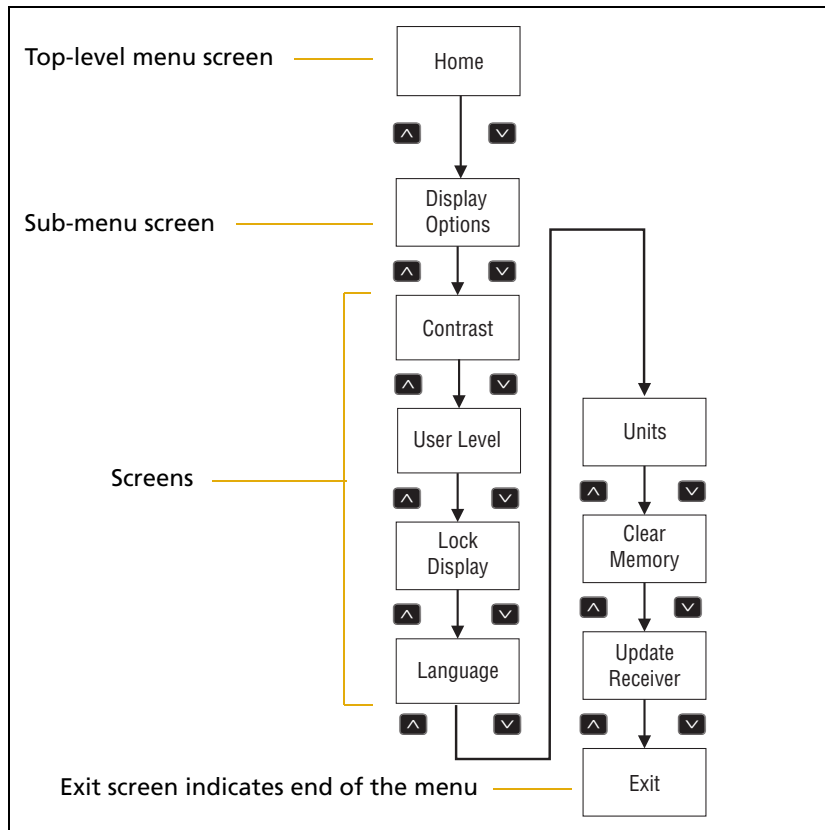 Top-level menu screen
Home
Sub-menu screen
Display
Options
Screens
Contrast
User Level
Lock
Display
Language
Units
Clear
Memory
Update
Receiver
Exit screen indicates end of the menu
Exit